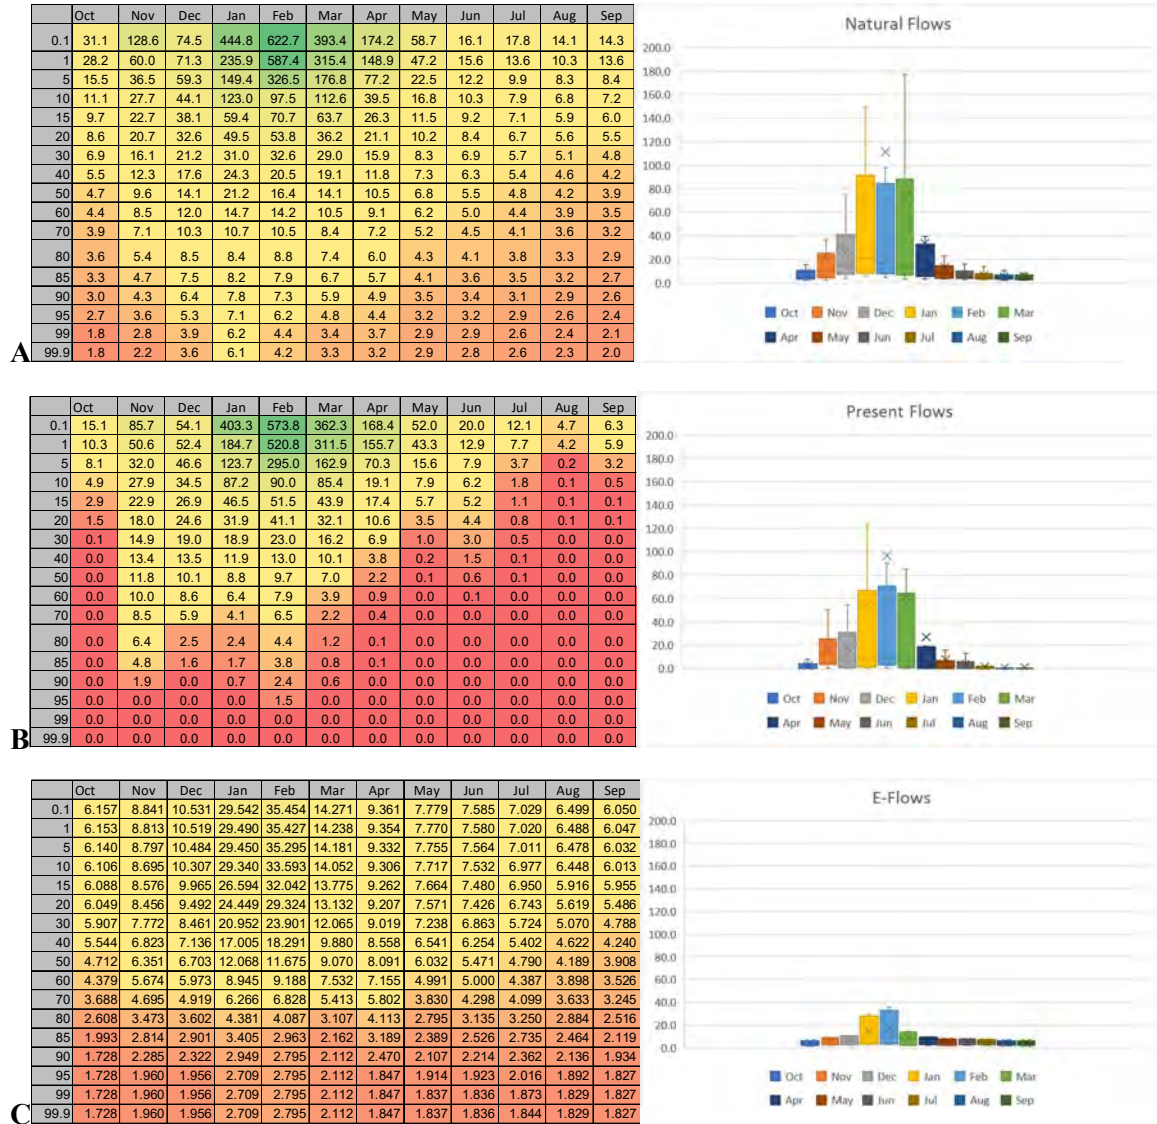 Oct Nov Dec Jan Feb Mar Apr May Jun Jul Aug Sep
0.1 31.1 128.6 74.5 444.8 622.7 393.4 174.2 58.7 16.1 17.8 14.1 14.3
1 28.2 60.0 71.3 235.9 587.4 315.4 148.9 47.2 15.6 13.6 10.3 13.6
5 15.5 36.5 59.3 149.4 326.5 176.8 77.2 22.5 12.2 9.9 8.3 8.4
10 11.1 27.7 44.1 123.0 97.5 112.6 39.5 16.8 10.3 7.9 6.8 7.2
15 9.7 22.7 38.1 59.4 70.7 63.7 26.3 11.5 9.2 7.1 5.9 6.0
20 8.6 20.7 32.6 49.5 53.8 36.2 21.1 10.2 8.4 6.7 5.6 5.5
30 6.9 16.1 21.2 31.0 32.6 29.0 15.9 8.3 6.9 5.7 5.1 4.8
40 5.5 12.3 17.6 24.3 20.5 19.1 11.8 7.3 6.3 5.4 4.6 4.2
50 4.7 9.6 14.1 21.2 16.4 14.1 10.5 6.8 5.5 4.8 4.2 3.9
60 4.4 8.5 12.0 14.7 14.2 10.5 9.1 6.2 5.0 4.4 3.9 3.5
70 3.9 7.1 10.3 10.7 10.5 8.4 7.2 5.2 4.5 4.1 3.6 3.2
80 3.6 5.4 8.5 8.4 8.8 7.4 6.0 4.3 4.1 3.8 3.3 2.9
85 3.3 4.7 7.5 8.2 7.9 6.7 5.7 4.1 3.6 3.5 3.2 2.7
90 3.0 4.3 6.4 7.8 7.3 5.9 4.9 3.5 3.4 3.1 2.9 2.6
95 2.7 3.6 5.3 7.1 6.2 4.8 4.4 3.2 3.2 2.9 2.6 2.4
99 1.8 2.8 3.9 6.2 4.4 3.4 3.7 2.9 2.9 2.6 2.4 2.1
99.9 1.8 2.2 3.6 6.1 4.2 3.3 3.2 2.9 2.8 2.6 2.3 2.0
A
Natural Flows
200.0
180.0
160.0
140.0
120.0
100.0
80.0
60.0
40.0
20.0
0.0
Oct Nov Dec Jan Feb Mar
Apr May Jun Jul Aug Sep
Oct Nov Dec Jan Feb Mar Apr May Jun Jul Aug Sep
0.1 15.1 85.7 54.1 403.3 573.8 362.3 168.4 52.0 20.0 12.1 4.7 6.3
1 10.3 50.6 52.4 184.7 520.8 311.5 155.7 43.3 12.9 7.7 4.2 5.9
5 8.1 32.0 46.6 123.7 295.0 162.9 70.3 15.6 7.9 3.7 0.2 3.2
10 4.9 27.9 34.5 87.2 90.0 85.4 19.1 7.9 6.2 1.8 0.1 0.5
15 2.9 22.9 26.9 46.5 51.5 43.9 17.4 5.7 5.2 1.1 0.1 0.1
20 1.5 18.0 24.6 31.9 41.1 32.1 10.6 3.5 4.4 0.8 0.1 0.1
30 0.1 14.9 19.0 18.9 23.0 16.2 6.9 1.0 3.0 0.5 0.0 0.0
40 0.0 13.4 13.5 11.9 13.0 10.1 3.8 0.2 1.5 0.1 0.0 0.0
50 0.0 11.8 10.1 8.8 9.7 7.0 2.2 0.1 0.6 0.1 0.0 0.0
60 0.0 10.0 8.6 6.4 7.9 3.9 0.9 0.0 0.1 0.0 0.0 0.0
70 0.0 8.5 5.9 4.1 6.5 2.2 0.4 0.0 0.0 0.0 0.0 0.0
80 0.0 6.4 2.5 2.4 4.4 1.2 0.1 0.0 0.0 0.0 0.0 0.0
85 0.0 4.8 1.6 1.7 3.8 0.8 0.1 0.0 0.0 0.0 0.0 0.0
90 0.0 1.9 0.0 0.7 2.4 0.6 0.0 0.0 0.0 0.0 0.0 0.0
95 0.0 0.0 0.0 0.0 1.5 0.0 0.0 0.0 0.0 0.0 0.0 0.0
99 0.0 0.0 0.0 0.0 0.0 0.0 0.0 0.0 0.0 0.0 0.0 0.0
99.9 0.0 0.0 0.0 0.0 0.0 0.0 0.0 0.0 0.0 0.0 0.0 0.0
B
Present Flows
200.0
180.0
160.0
140.0
120.0
100.0
80.0
60.0
40.0
20.0
0.0
Oct Nov Dec Jan Feb Mar
Apr May Jun Jul Aug Sep
Oct Nov Dec Jan Feb Mar Apr May Jun Jul Aug Sep
0.1 6.157 8.841 10.531 29.542 35.454 14.271 9.361 7.779 7.585 7.029 6.499 6.050
1 6.153 8.813 10.519 29.490 35.427 14.238 9.354 7.770 7.580 7.020 6.488 6.047
5 6.140 8.797 10.484 29.450 35.295 14.181 9.332 7.755 7.564 7.011 6.478 6.032
10 6.106 8.695 10.307 29.340 33.593 14.052 9.306 7.717 7.532 6.977 6.448 6.013
15 6.088 8.576 9.965 26.594 32.042 13.775 9.262 7.664 7.480 6.950 5.916 5.955
20 6.049 8.456 9.492 24.449 29.324 13.132 9.207 7.571 7.426 6.743 5.619 5.486
30 5.907 7.772 8.461 20.952 23.901 12.065 9.019 7.238 6.863 5.724 5.070 4.788
40 5.544 6.823 7.136 17.005 18.291 9.880 8.558 6.541 6.254 5.402 4.622 4.240
50 4.712 6.351 6.703 12.068 11.675 9.070 8.091 6.032 5.471 4.790 4.189 3.908
60 4.379 5.674 5.973 8.945 9.188 7.532 7.155 4.991 5.000 4.387 3.898 3.526
70 3.688 4.695 4.919 6.266 6.828 5.413 5.802 3.830 4.298 4.099 3.633 3.245
80 2.608 3.473 3.602 4.381 4.087 3.107 4.113 2.795 3.135 3.250 2.884 2.516
85 1.993 2.814 2.901 3.405 2.963 2.162 3.189 2.389 2.526 2.735 2.464 2.119
90 1.728 2.285 2.322 2.949 2.795 2.112 2.470 2.107 2.214 2.362 2.136 1.934
95 1.728 1.960 1.956 2.709 2.795 2.112 1.847 1.914 1.923 2.016 1.892 1.827
99 1.728 1.960 1.956 2.709 2.795 2.112 1.847 1.837 1.836 1.873 1.829 1.827
99.9 1.728 1.960 1.956 2.709 2.795 2.112 1.847 1.837 1.836 1.844 1.829 1.827
C
E-Flows
200.0
180.0
160.0
140.0
120.0
100.0
80.0
60.0
40.0
20.0
0.0
Oct Nov Dec Jan Feb Mar
Apr May Jun Jul Aug Sep